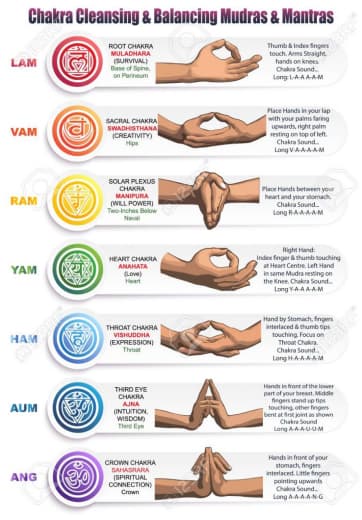 Chakra Cleansing & Balancing Mudras & Mantras
LAM
ROOT CHAKRA
MULADHARA
(SURVIVAL)
Base of Spine,
on Perineum
Thumb & Index fingers
touch. Arms Straight,
hands on knees.
Chakra Sound...
Long: L-A-A-A-M
VAM
SACRAL CHAKRA
SWADHISTHANA
(CREATIVITY)
Hips
Place Hands in your lap
with your palms faring
upwards, right palm
resting on top of left.
Chakra Sound...
Long V-A-A-A-A-M
RAM
SOLAR PLEXUS
CHAKRA
MANIPURA
(WILL POWER)
Two-Inches Below
Naval
Place Hands between your
heart and your stomach.
Chakra Sound...
Long R-A-A-A-A-M
YAM
HEART CHAKRA
ANAHATA
(Love)
Heart
Right Hand:
Index finger & thumb touching
at Heart Centre. Left Hand
in same Mudra resting on
the Knee. Chakra Sound...
Long Y-A-A-A-A-M
HAM
THROAT CHAKRA
VISHUDDHA
(EXPRESSION)
Throat
Hand by Stomach, fingers
interlaced & thumb tips
touching. Focus on
Throat Chakra.
Chakra Sound...
Long H-A-A-A-A-M
AUM
THIRD EYE
CHAKRA
AJNA
(INTUITION,
WISDOM)
Third Eye
Hands in front of the lower
part of your breast. Middle
fingers stand up tips
touching, other fingers
bent at first joint as shown
Chakra Sound
Long A-A-A-U-U-M
ANG
CROWN CHAKRA
SAHASRARA
(SPIRITUAL
CONNECTION)
Crown
Hands in front of your
stomach, fingers
interlaced. Little fingers
pointing upwards
Chakra Sound...
Long A-A-A-A-N-G